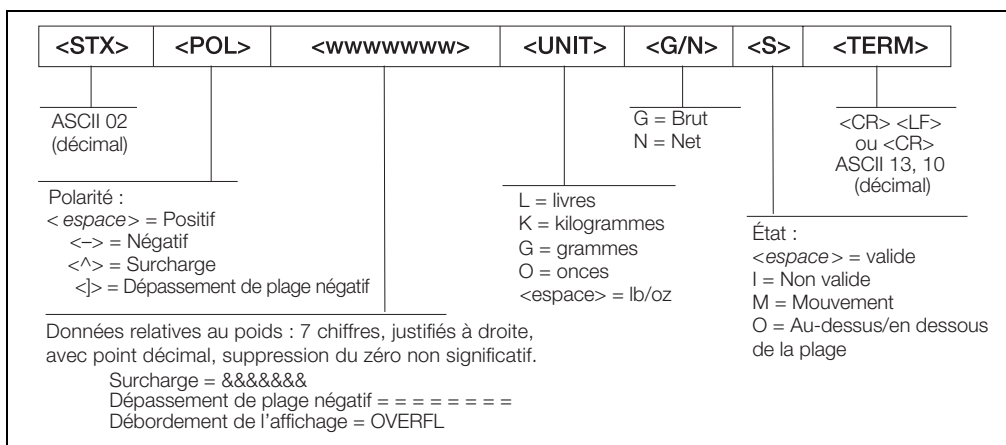 <STX> <POL> <wwwwwww> <UNIT> <G/N> <S> <TERM>
ASCII 02
(décimal)
G = Brut
N = Net
<CR> <LF>
ou <CR>
ASCII 13, 10
(décimal)
Polarité :
< espace > = Positif
<–> = Négatif
<^> = Surcharge
<]> = Dépassement de plage négatif
L = livres
K = kilogrammes
G = grammes
O = onces
<espace> = lb/oz
État :
<espace > = valide
I = Non valide
M = Mouvement
O = Au-dessus/en dessous
de la plage
Données relatives au poids : 7 chiffres, justifiés à droite,
avec point décimal, suppression du zéro non significatif.
Surcharge = &&&&&&&
Dépassement de plage négatif = = = = = = = =
Débordement de l'affichage = OVERFL